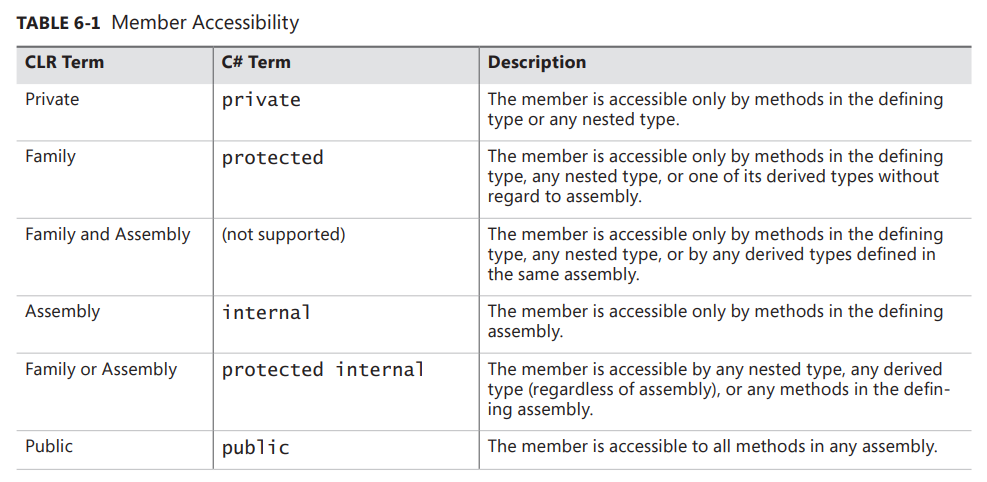 TABLE 6-1 Member Accessibility
CLR Term C# Term Description
Private private The member is accessible only by methods in the defining
type or any nested type.
Family protected The member is accessible only by methods in the defining
type, any nested type, or one of its derived types without
regard to assembly.
Family and Assembly (not supported) The member is accessible only by methods in the defining
type, any nested type, or by any derived types defined in
the same assembly.
Assembly internal The member is accessible only by methods in the defining
assembly.
Family or Assembly protected internal The member is accessible by any nested type, any derived
type (regardless of assembly), or any methods in the defin-
ing assembly.
Public public The member is accessible to all methods in any assembly.